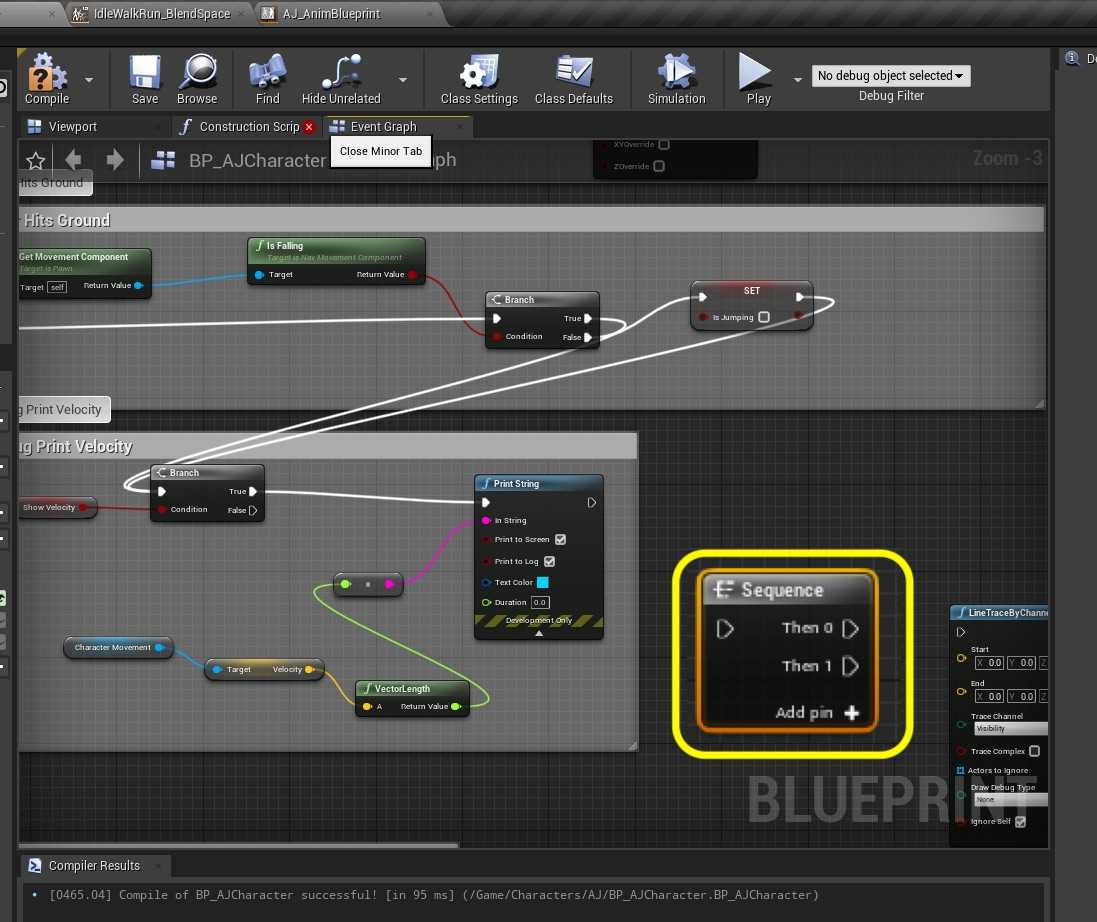 IdleWalkRun_BlendSpace
AJ_AnimBlueprint
Compile
Save
Browse
Find
Hide Unrelated
Class Settings
Class Defaults
Simulation
Play
No debug object selected
Debug Filter
Viewport
Construction Scrip
Event Graph
Close Minor Tab
BP_AJCharacter
ph
Zoom -3
XYOverride
ZOverride
Hits Ground
Hits Ground
Get Movement Component
Target is Pawn
Target self Return Value
Is Falling
Target is Nav Movement Component
Target Return Value
Branch
True
Condition False
SET
Is Jumping
g Print Velocity
ug Print Velocity
Show Velocity
Branch
True
Condition False
Print String
In String
Print to Screen
Print to Log
Text Color
Duration 0.0
Development Only
Character Movement
Target Velocity
VectorLength
A Return Value
Sequence
Then 0
Then 1
Add pin
LineTraceByChanne
Start
X 0.0 Y 0.0 Z
End
X 0.0 Y 0.0 Z
Trace Channel
Visibility
Trace Complex
Actors to Ignore
Draw Debug Type
None
Ignore Self
BLUEPRINT
Compiler Results
[0465.04] Compile of BP_AJCharacter successful! [in 95 ms] (/Game/Characters/AJ/BP_AJCharacter.BP_AJCharacter)